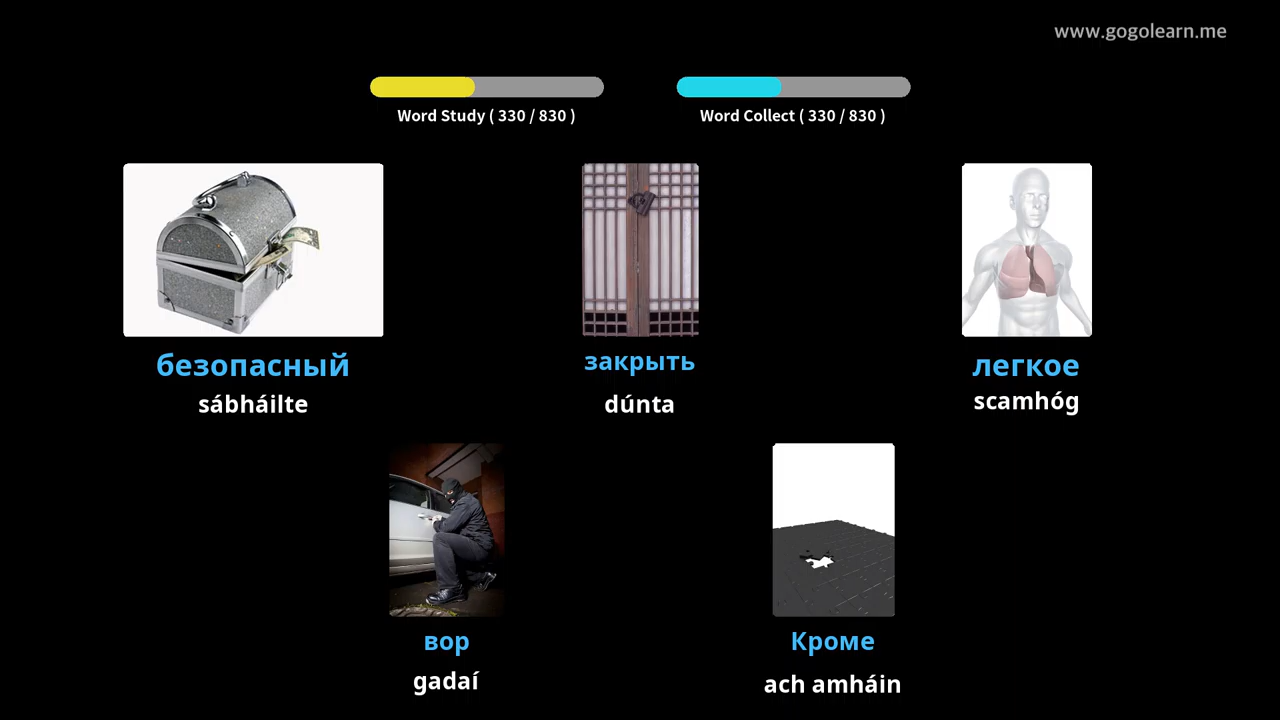 www.gogolearn.me
Word Study ( 330 / 830 )
Word Collect ( 330 / 830 )
безопасный
sábháilte
закрыть
dúnta
легкое
scamhóg
вор
gadaí
Кроме
ach amháin